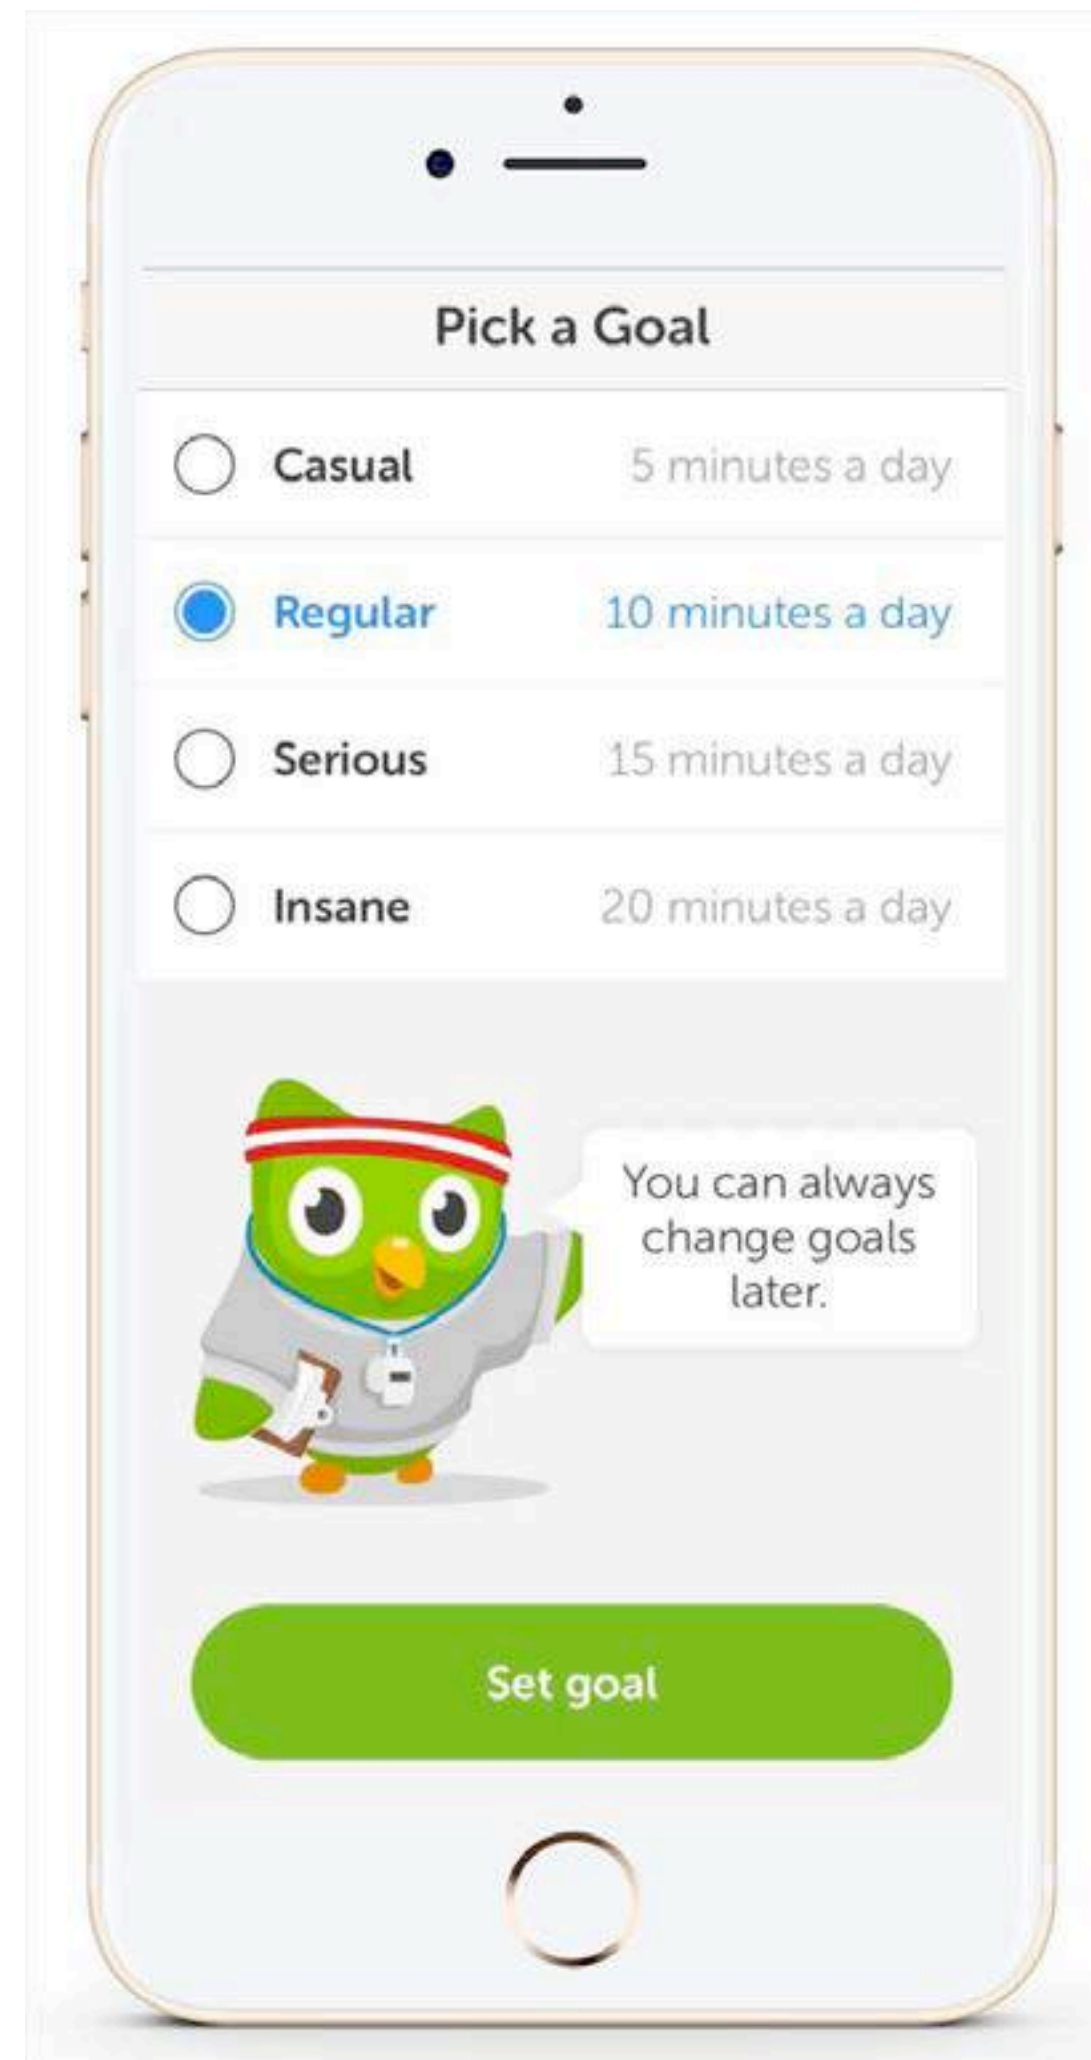 Pick a Goal
Casual 5 minutes a day
Regular 10 minutes a day
Serious 15 minutes a day
Insane 20 minutes a day
You can always
change goals
later.
Set goal